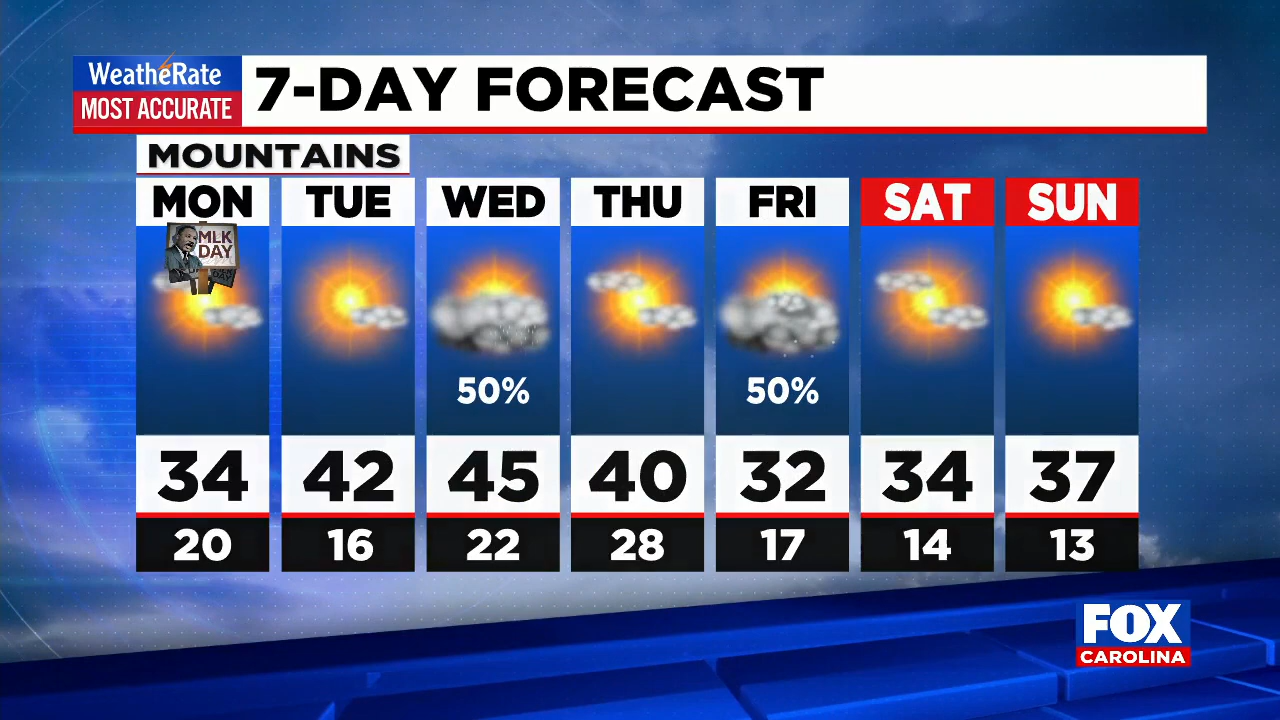 WeatheRate
MOST ACCURATE
7-DAY FORECAST
MOUNTAINS
MON TUE WED THU FRI SAT SUN
MLK
DAY
50% 50%
34 42 45 40 32 34 37
20 16 22 28 17 14 13
FOX
CAROLINA